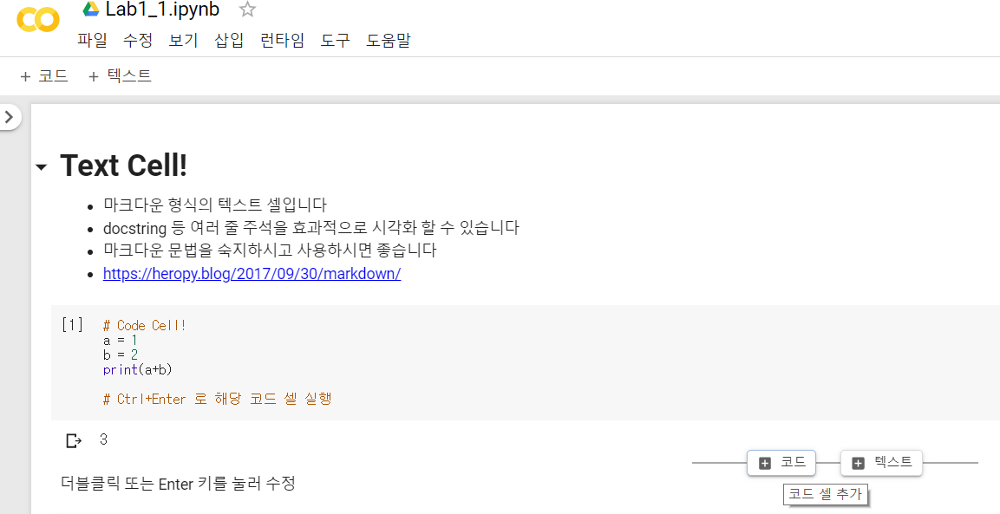 Lab1_1.ipynb
파일 수정 보기 삽입 런타임 도구 도움말
+ 코드 + 텍스트
Text Cell!
마크다운 형식의 텍스트 셀입니다
docstring 등 여러 줄 주석을 효과적으로 시각화 할 수 있습니다
마크다운 문법을 숙지하시고 사용하시면 좋습니다
https://heropy.blog/2017/09/30/markdown/
[1] # Code Cell!
a = 1
b = 2
print(a+b)
# Ctrl+Enter 로 해당 코드 셀 실행
3
코드 텍스트
더블클릭 또는 Enter 키를 눌러 수정
코드 셀 추가